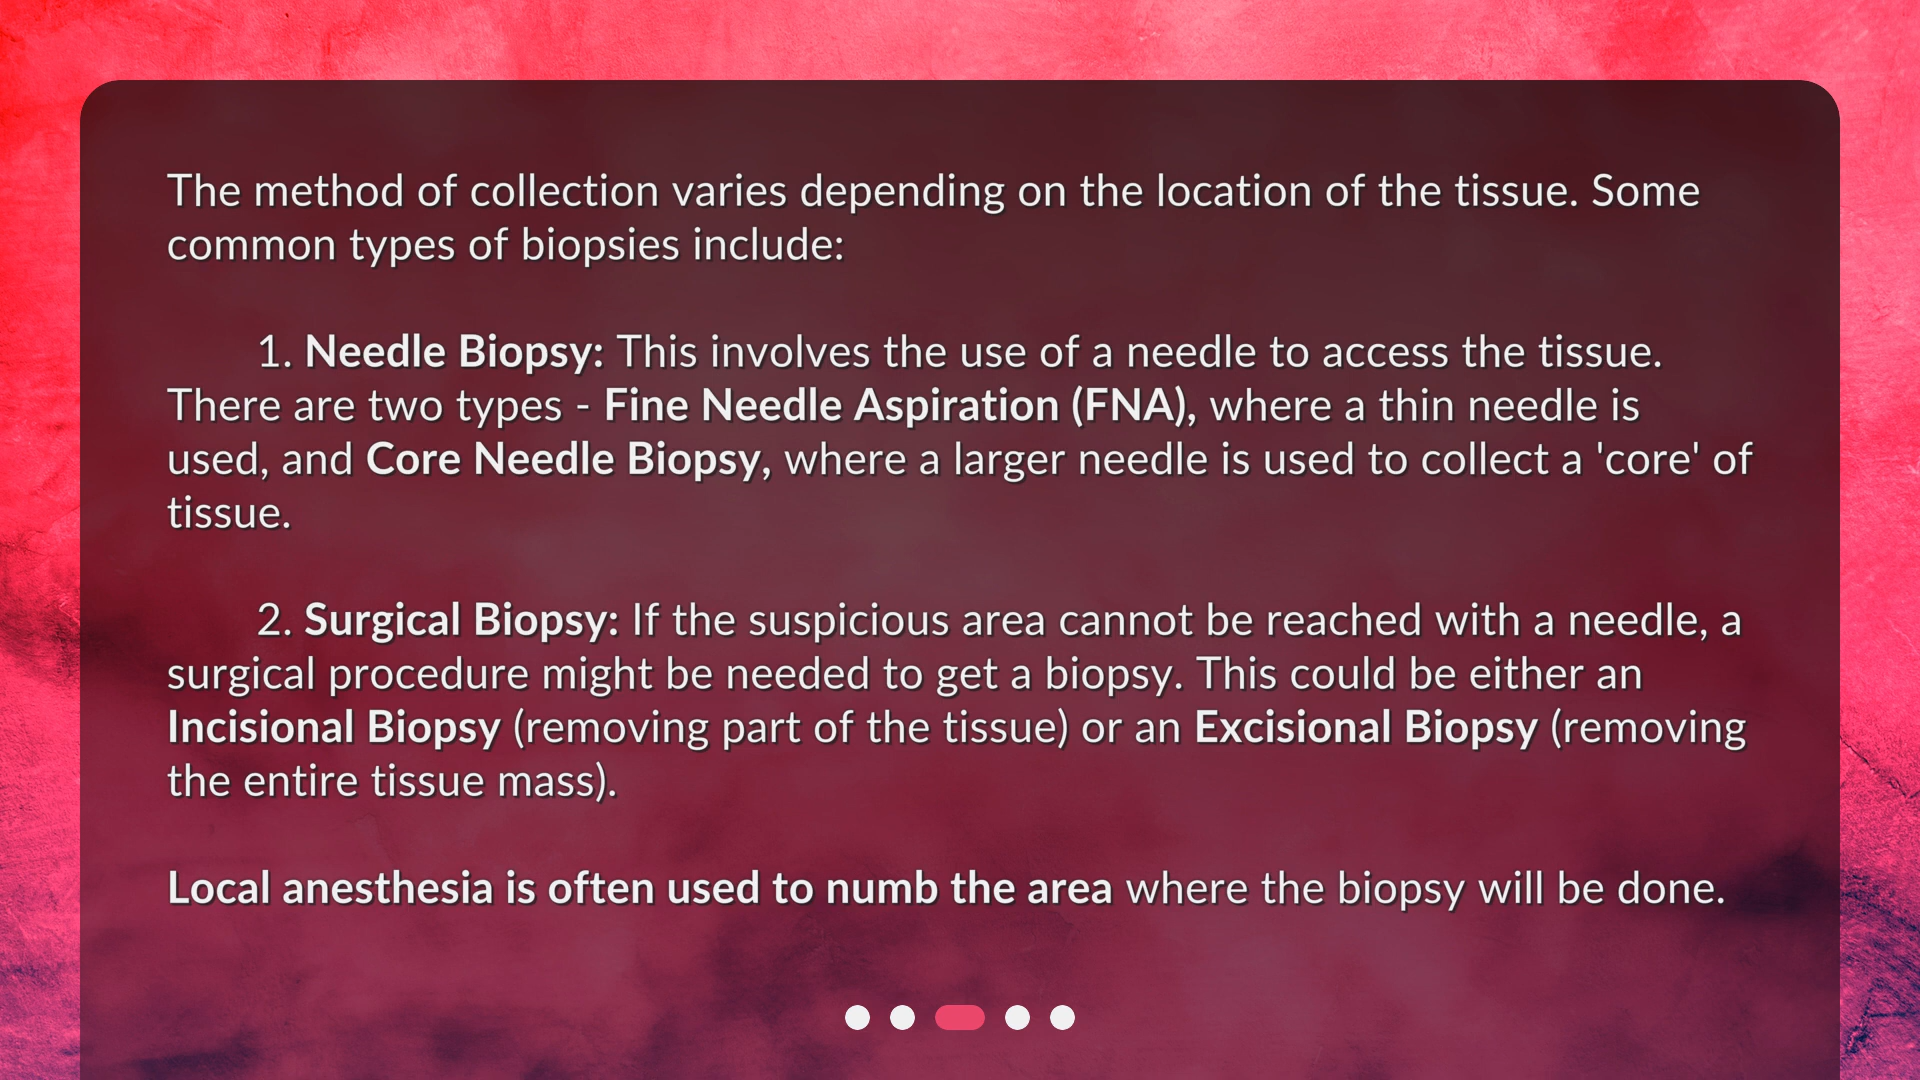 The method of collection varies depending on the location of the tissue. Some
common types of biopsies include:
1. Needle Biopsy: This involves the use of a needle to access the tissue.
There are two types - Fine Needle Aspiration (FNA), where a thin needle is
used, and Core Needle Biopsy, where a larger needle is used to collect a 'core' of
tissue.
2. Surgical Biopsy: If the suspicious area cannot be reached with a needle, a
surgical procedure might be needed to get a biopsy. This could be either an
Incisional Biopsy (removing part of the tissue) or an Excisional Biopsy (removing
the entire tissue mass).
Local anesthesia is often used to numb the area where the biopsy will be done.